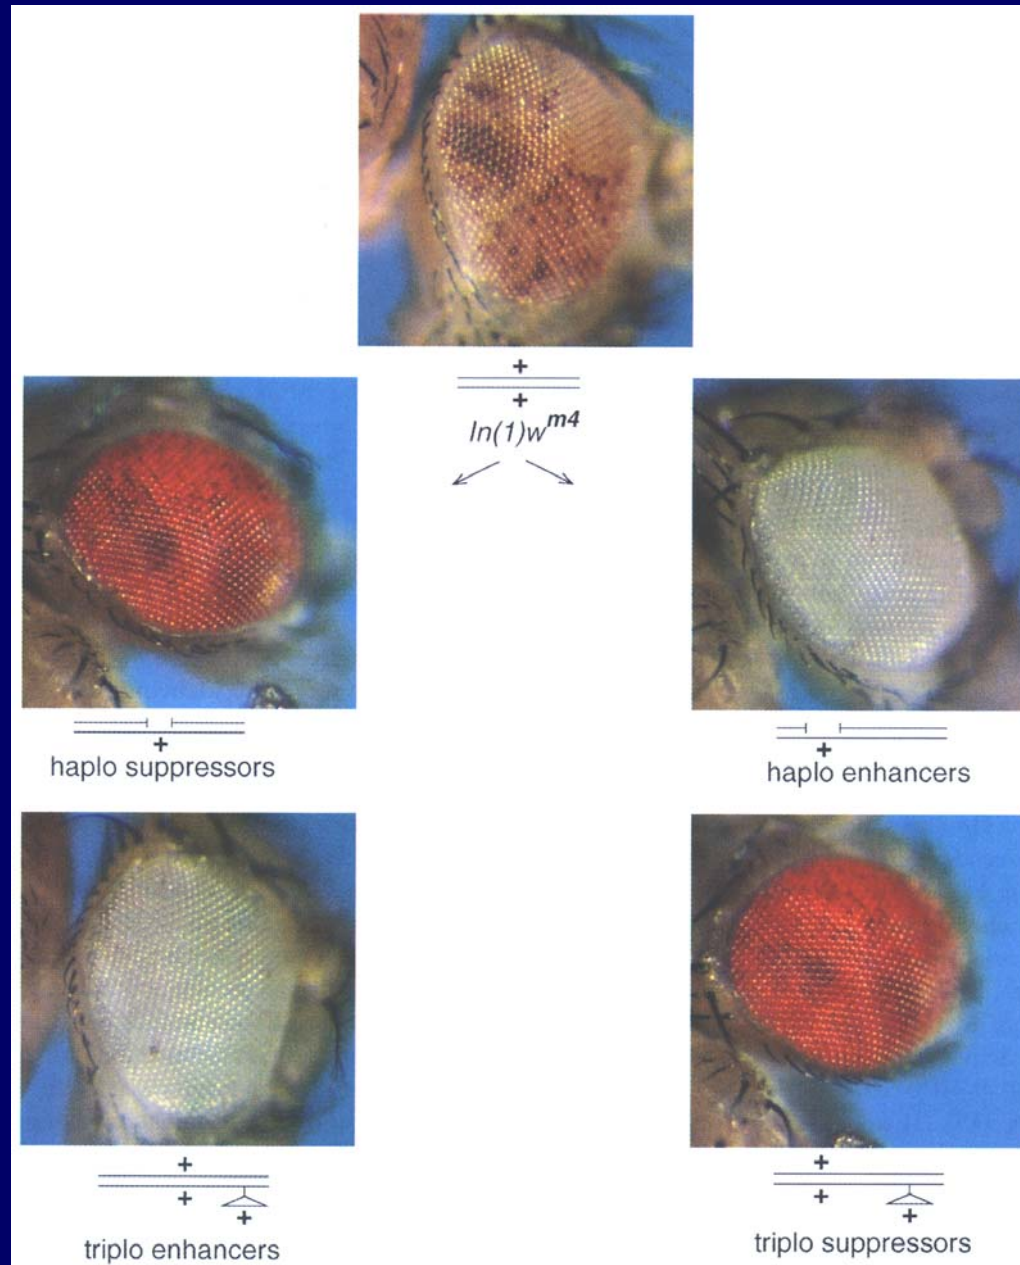 +
+
In(1)w^m4
+
haplo suppressors
+
haplo enhancers
+
+
+
triplo enhancers
+
+
+
triplo suppressors